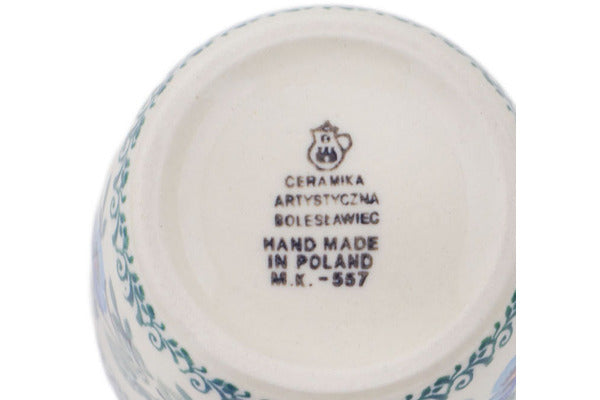 CERAMIKA
ARTYSTYCZNA
BOLESŁAWIEC
HAND MADE
IN POLAND
M.K.-557